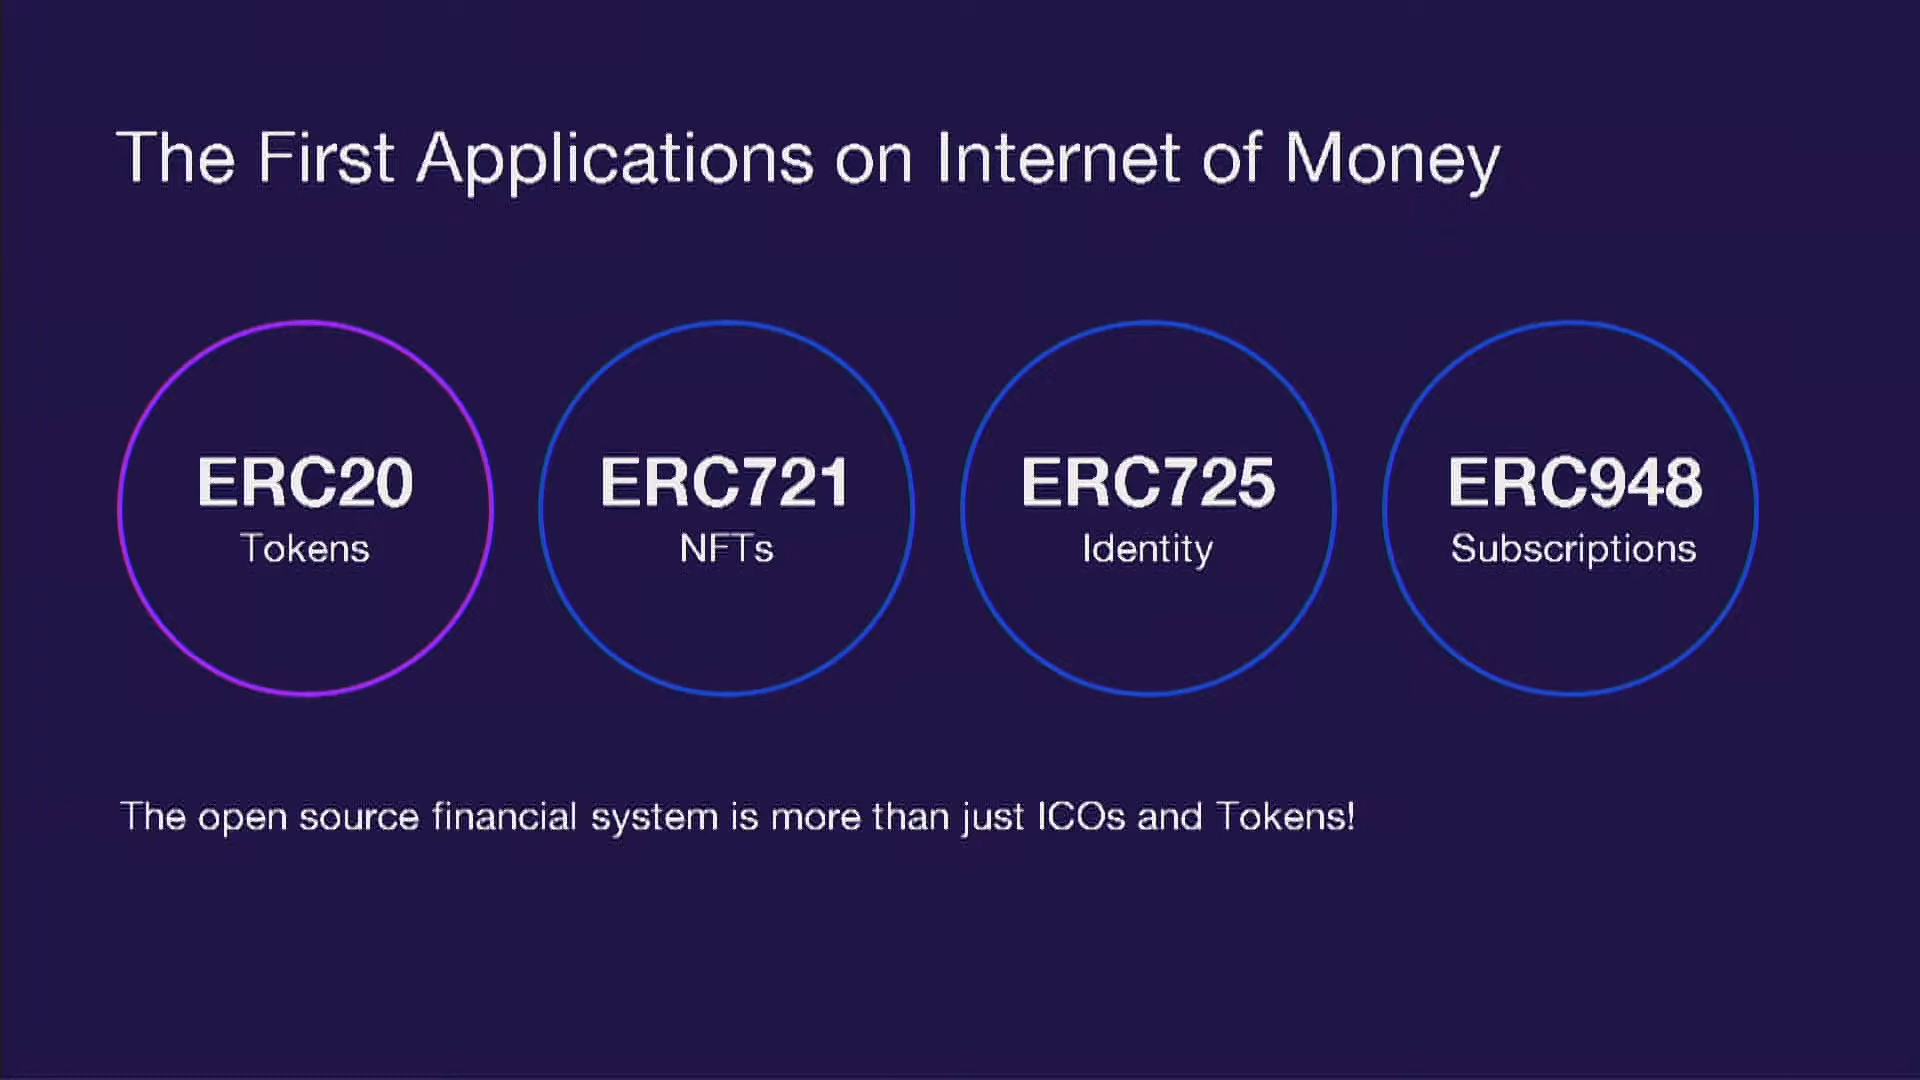 The First Applications on Internet of Money
ERC20
Tokens
ERC721
NFTs
ERC725
Identity
ERC948
Subscriptions
The open source financial system is more than just ICOs and Tokens!